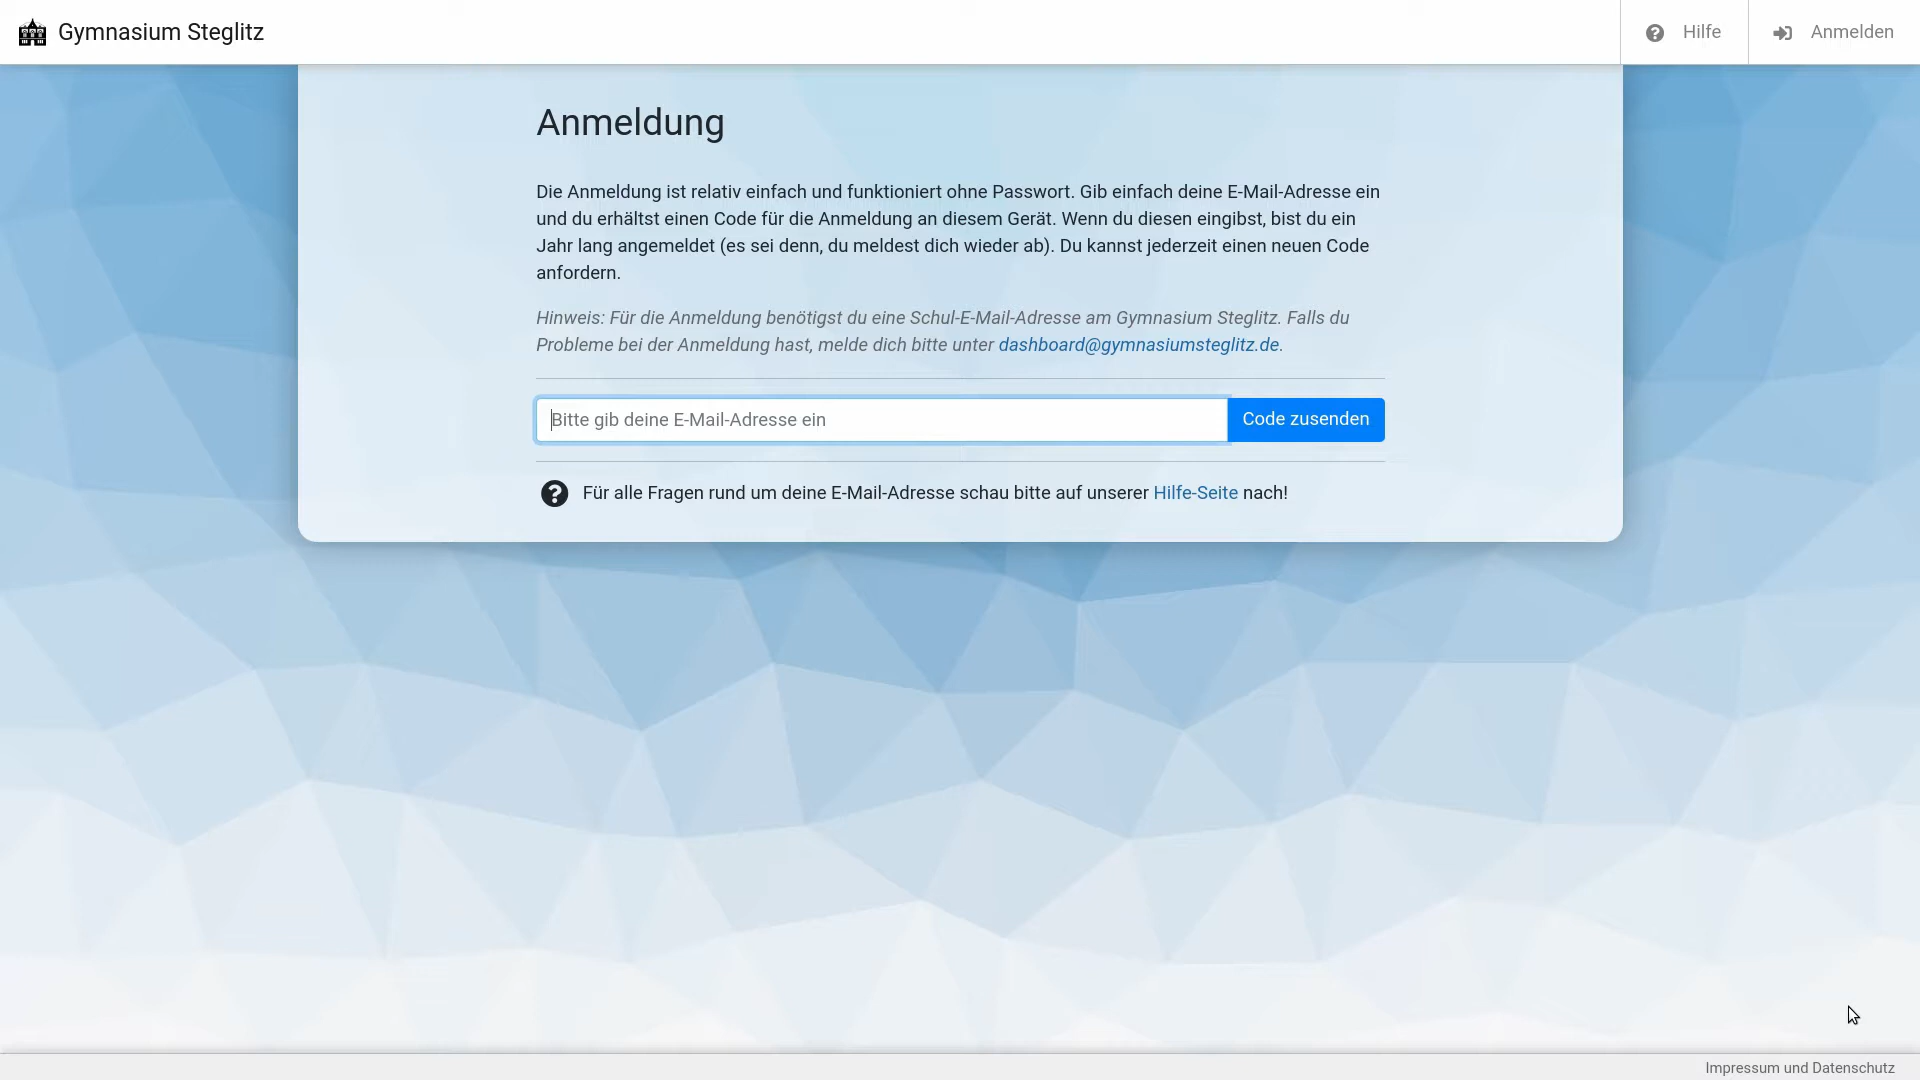 Gymnasium Steglitz
Hilfe
Anmelden
Anmeldung
Die Anmeldung ist relativ einfach und funktioniert ohne Passwort. Gib einfach deine E-Mail-Adresse ein
und du erhältst einen Code für die Anmeldung an diesem Gerät. Wenn du diesen eingibst, bist du ein
Jahr lang angemeldet (es sei denn, du meldest dich wieder ab). Du kannst jederzeit einen neuen Code
anfordern.
Hinweis: Für die Anmeldung benötigst du eine Schul-E-Mail-Adresse am Gymnasium Steglitz. Falls du
Probleme bei der Anmeldung hast, melde dich bitte unter dashboard@gymnasiumsteglitz.de.
Bitte gib deine E-Mail-Adresse ein
Code zusenden
Für alle Fragen rund um deine E-Mail-Adresse schau bitte auf unserer Hilfe-Seite nach!
Impressum und Datenschutz